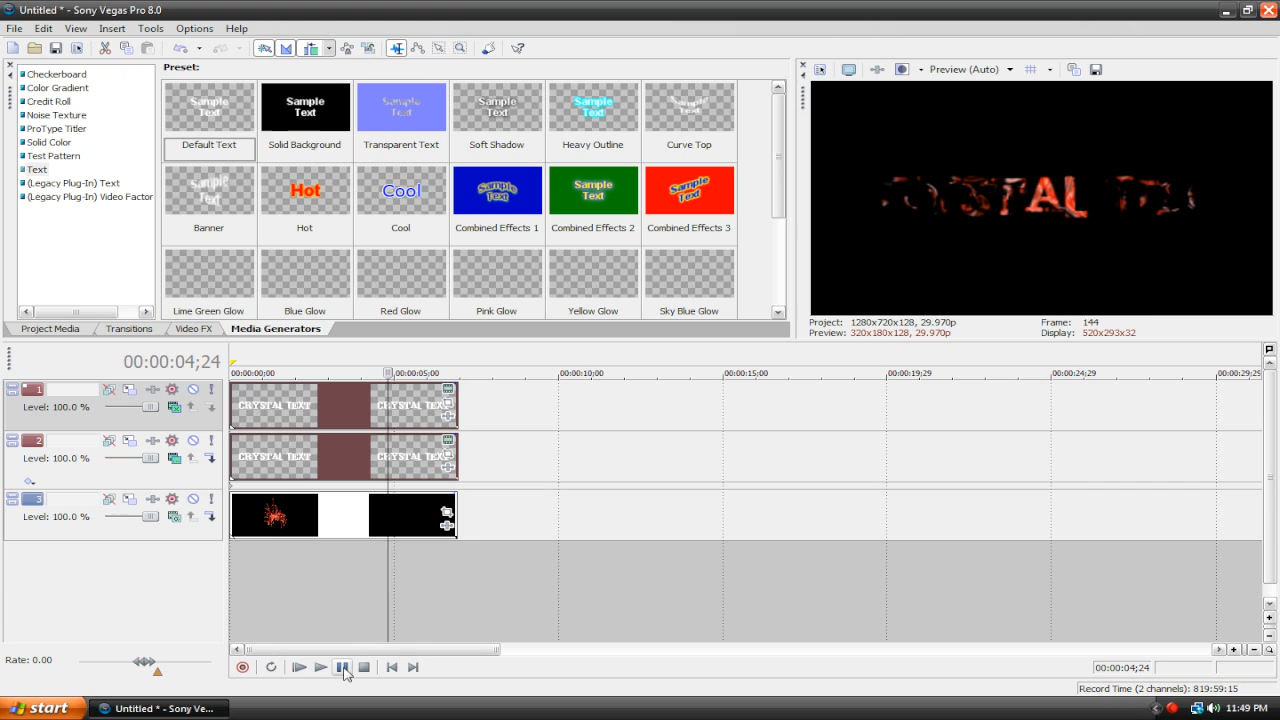 Untitled * - Sony Vegas Pro 8.0
File Edit View Insert Tools Options Help
Checkerboard
Color Gradient
Credit Roll
Noise Texture
ProType Titler
Solid Color
Test Pattern
Text
(Legacy Plug-In) Text
(Legacy Plug-In) Video Factor
Preset:
Sample Text
Sample Text
Sample Text
Sample Text
Sample Text
Sample Text
Default Text Solid Background Transparent Text Soft Shadow Heavy Outline Curve Top
Sample Text
Hot
Cool
Sample Text
Sample Text
Sample Text
Banner Hot Cool Combined Effects 1 Combined Effects 2 Combined Effects 3
Lime Green Glow Blue Glow Red Glow Pink Glow Yellow Glow Sky Blue Glow
Project Media Transitions Video FX Media Generators
Preview (Auto)
CRYSTAL
Project: 1280x720x128, 29.970p Frame: 144
Preview: 320x180x128, 29.970p Display: 520x293x32
00:00:04;24
00:00:00;00 00:00:05;00 00:00:10;00 00:00:15;00 00:00:19;29 00:00:24;29 00:00:29;29
1
Level: 100.0 %
CRYSTAL TEXT CRYSTAL TEXT
2
Level: 100.0 %
CRYSTAL TEXT CRYSTAL TEXT
3
Level: 100.0 %
Rate: 0.00
00:00:04;24
Record Time (2 channels): 819:59:15
start Untitled * - Sony Ve... 11:49 PM